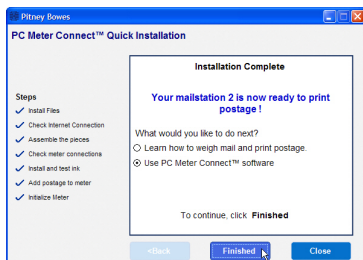 Pitney Bowes
PC Meter Connect™ Quick Installation
Steps
Install Files
Check Internet Connection
Assemble the pieces
Check meter connections
Install and test ink
Add postage to meter
Initialize Meter
Installation Complete
Your mailstation 2 is now ready to print
postage !
What would you like to do next?
Learn how to weigh mail and print postage.
Use PC Meter Connect™ software
To continue, click Finished
<Back
Finished
Close